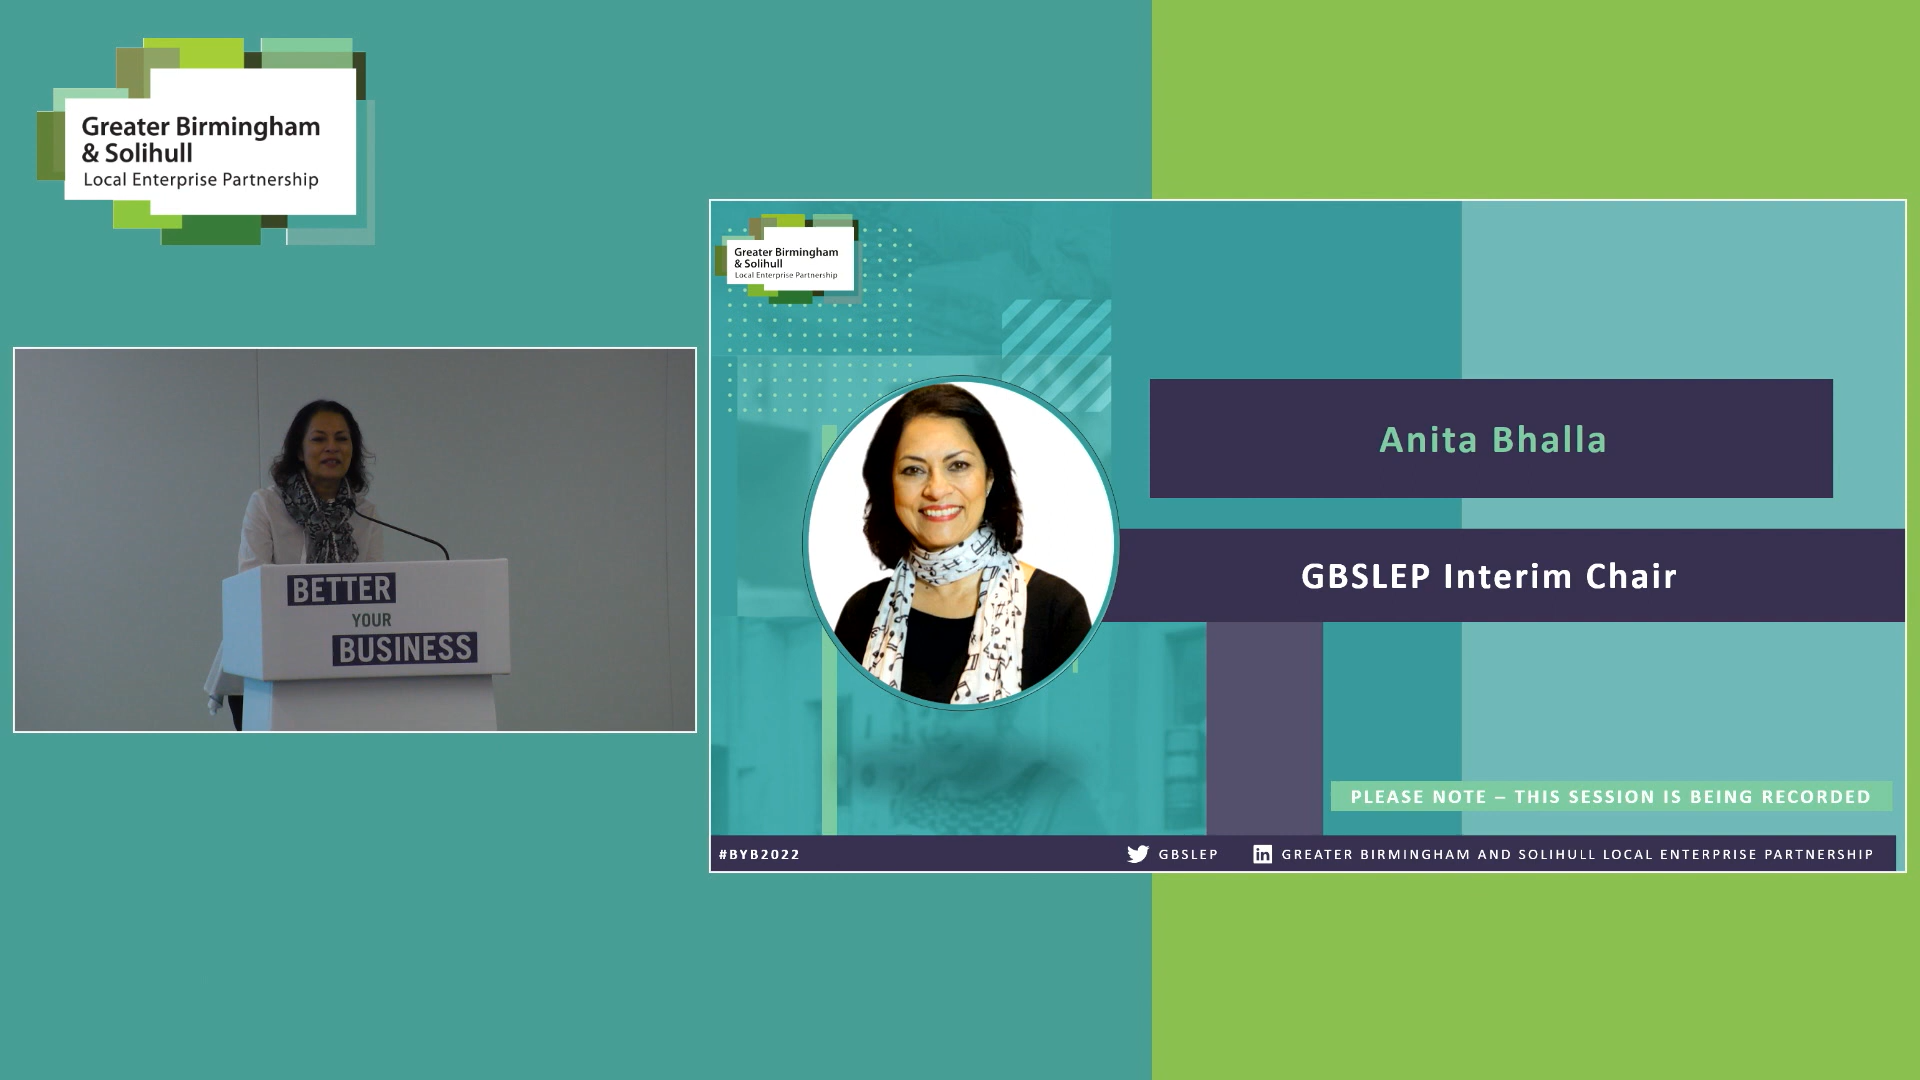 Greater Birmingham
& Solihull
Local Enterprise Partnership
BETTER
YOUR
BUSINESS
Greater Birmingham
& Solihull
Local Enterprise Partnership
Anita Bhalla
GBSLEP Interim Chair
PLEASE NOTE – THIS SESSION IS BEING RECORDED
#BYB2022
GBSLEP
GREATER BIRMINGHAM AND SOLIHULL LOCAL ENTERPRISE PARTNERSHIP